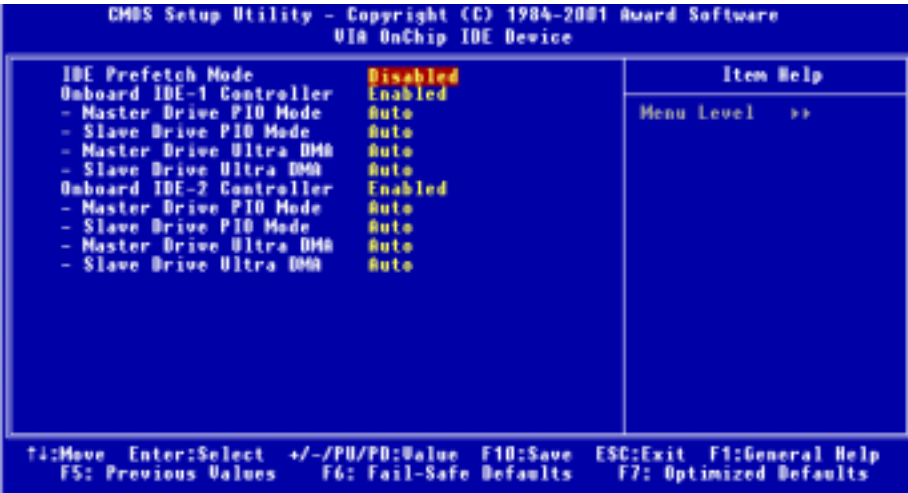 CMOS Setup Utility - Copyright (C) 1984-2001 Award Software
VIA OnChip IDE Device
IDE Prefetch Mode Disabled
Onboard IDE-1 Controller Enabled
- Master Drive PIO Mode Auto
- Slave Drive PIO Mode Auto
- Master Drive Ultra DMA Auto
- Slave Drive Ultra DMA Auto
Onboard IDE-2 Controller Enabled
- Master Drive PIO Mode Auto
- Slave Drive PIO Mode Auto
- Master Drive Ultra DMA Auto
- Slave Drive Ultra DMA Auto
Item Help
Menu Level >>
↑↓:Move Enter:Select +/-/PU/PD:Value F10:Save ESC:Exit F1:General Help
F5: Previous Values F6: Fail-Safe Defaults F7: Optimized Defaults